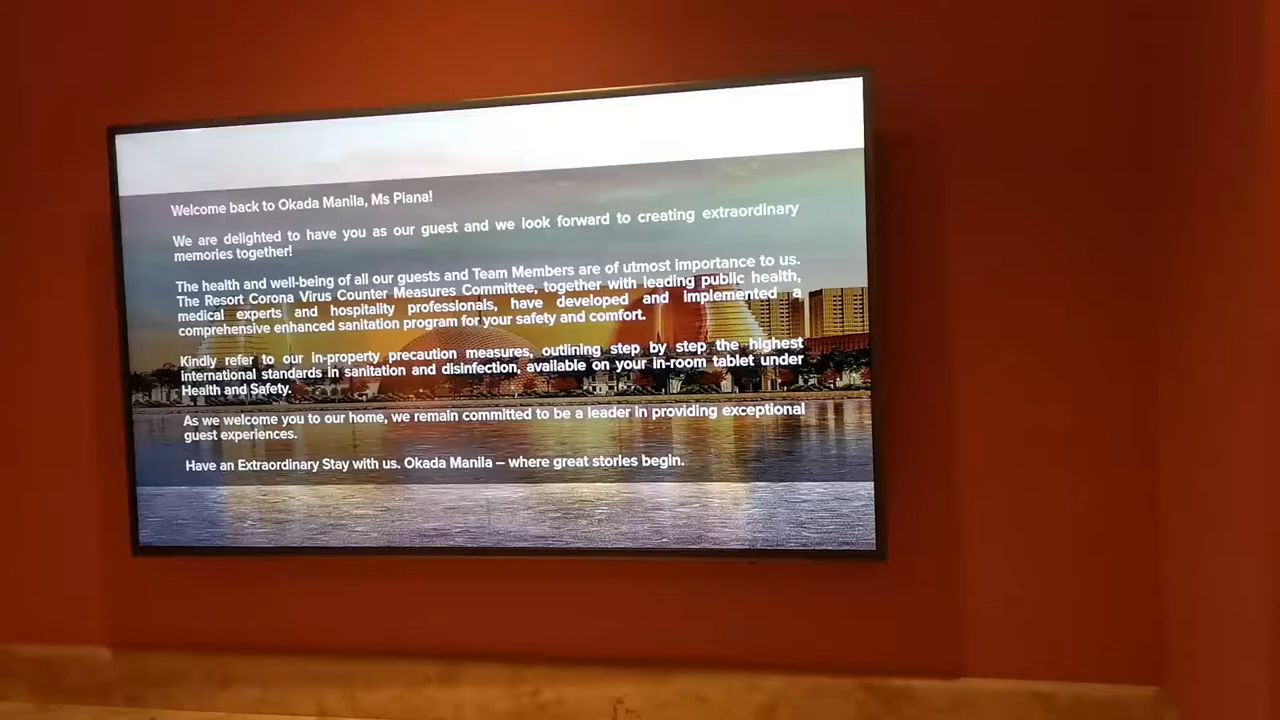 Welcome back to Okada Manila, Ms Piana!
We are delighted to have you as our guest and we look forward to creating extraordinary
memories together!
The health and well-being of all our guests and Team Members are of utmost importance to us.
The Resort Corona Virus Counter Measures Committee, together with leading public health,
medical experts and hospitality professionals, have developed and implemented a
comprehensive enhanced sanitation program for your safety and comfort.
Kindly refer to our in-property precaution measures, outlining step by step the highest
international standards in sanitation and disinfection, available on your in-room tablet under
Health and Safety.
As we welcome you to our home, we remain committed to be a leader in providing exceptional
guest experiences.
Have an Extraordinary Stay with us. Okada Manila – where great stories begin.